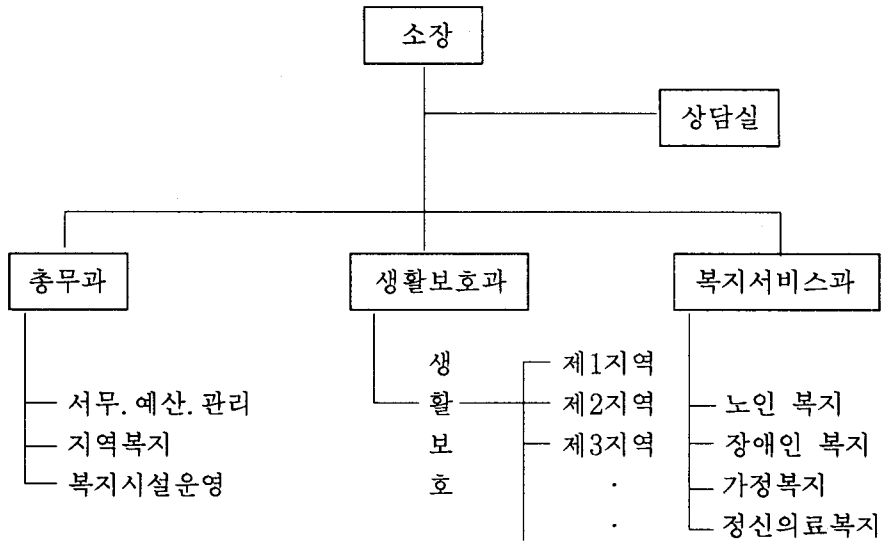 소장
상담실
총무과
생활보호과
복지서비스과
서무.예산.관리
지역복지
복지시설운영
생
활
보
호
제1지역
제2지역
제3지역
.
.
노인 복지
장애인 복지
가정복지
정신의료복지